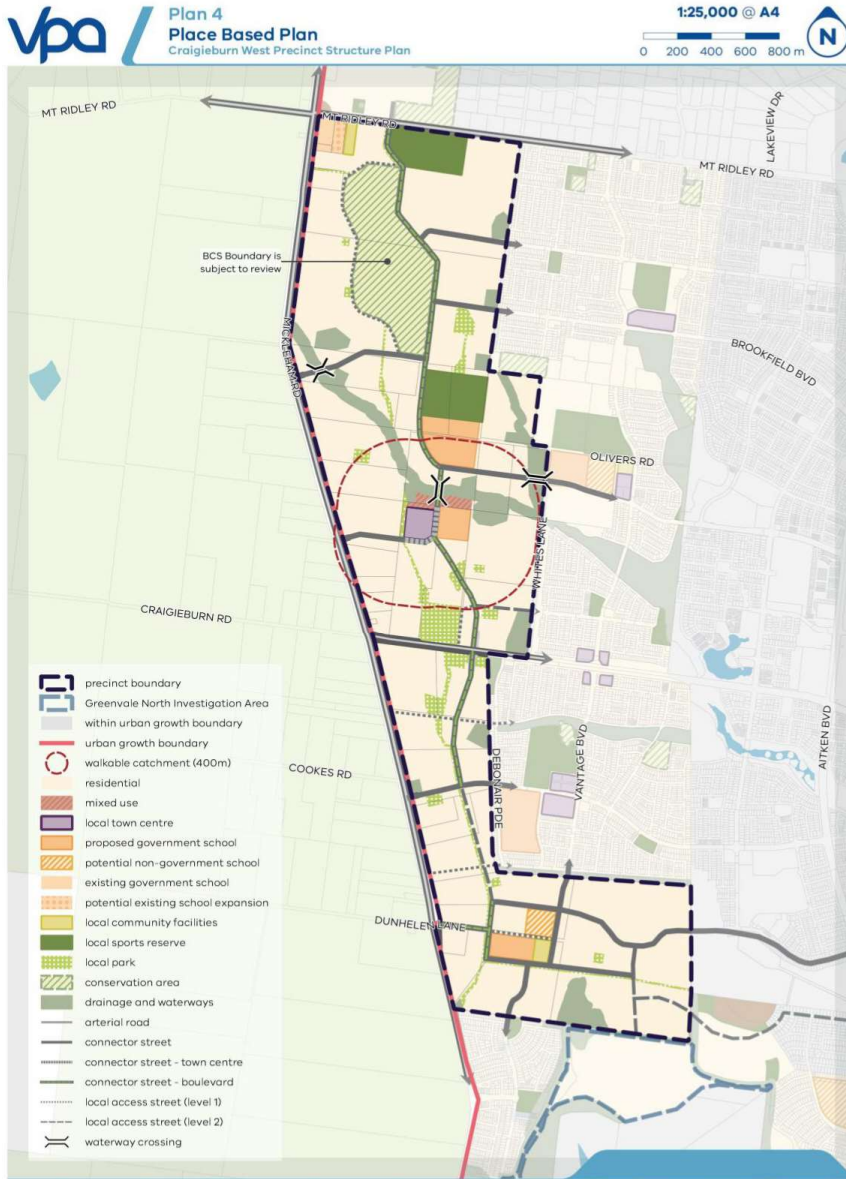 vpa
Plan 4
Place Based Plan
Craigieburn West Precinct Structure Plan
1:25,000 @ A4
0 200 400 600 800 m
N
MT RIDLEY RD
MT RIDLEY RD
LAKEVIEW DR
MT RIDLEY RD
BCS Boundary is
subject to review
MICKLEHAM RD
BROOKFIELD BVD
OLIVERS RD
WHITES LANE
CRAIGIEBURN RD
COOKES RD
DEBONAIR PDE
VANTAGE BVD
AITKEN BVD
DUNHELEN LANE
precinct boundary
Greenvale North Investigation Area
within urban growth boundary
urban growth boundary
walkable catchment (400m)
residential
mixed use
local town centre
proposed government school
potential non-government school
existing government school
potential existing school expansion
local community facilities
local sports reserve
local park
conservation area
drainage and waterways
arterial road
connector street
connector street - town centre
connector street - boulevard
local access street (level 1)
local access street (level 2)
waterway crossing